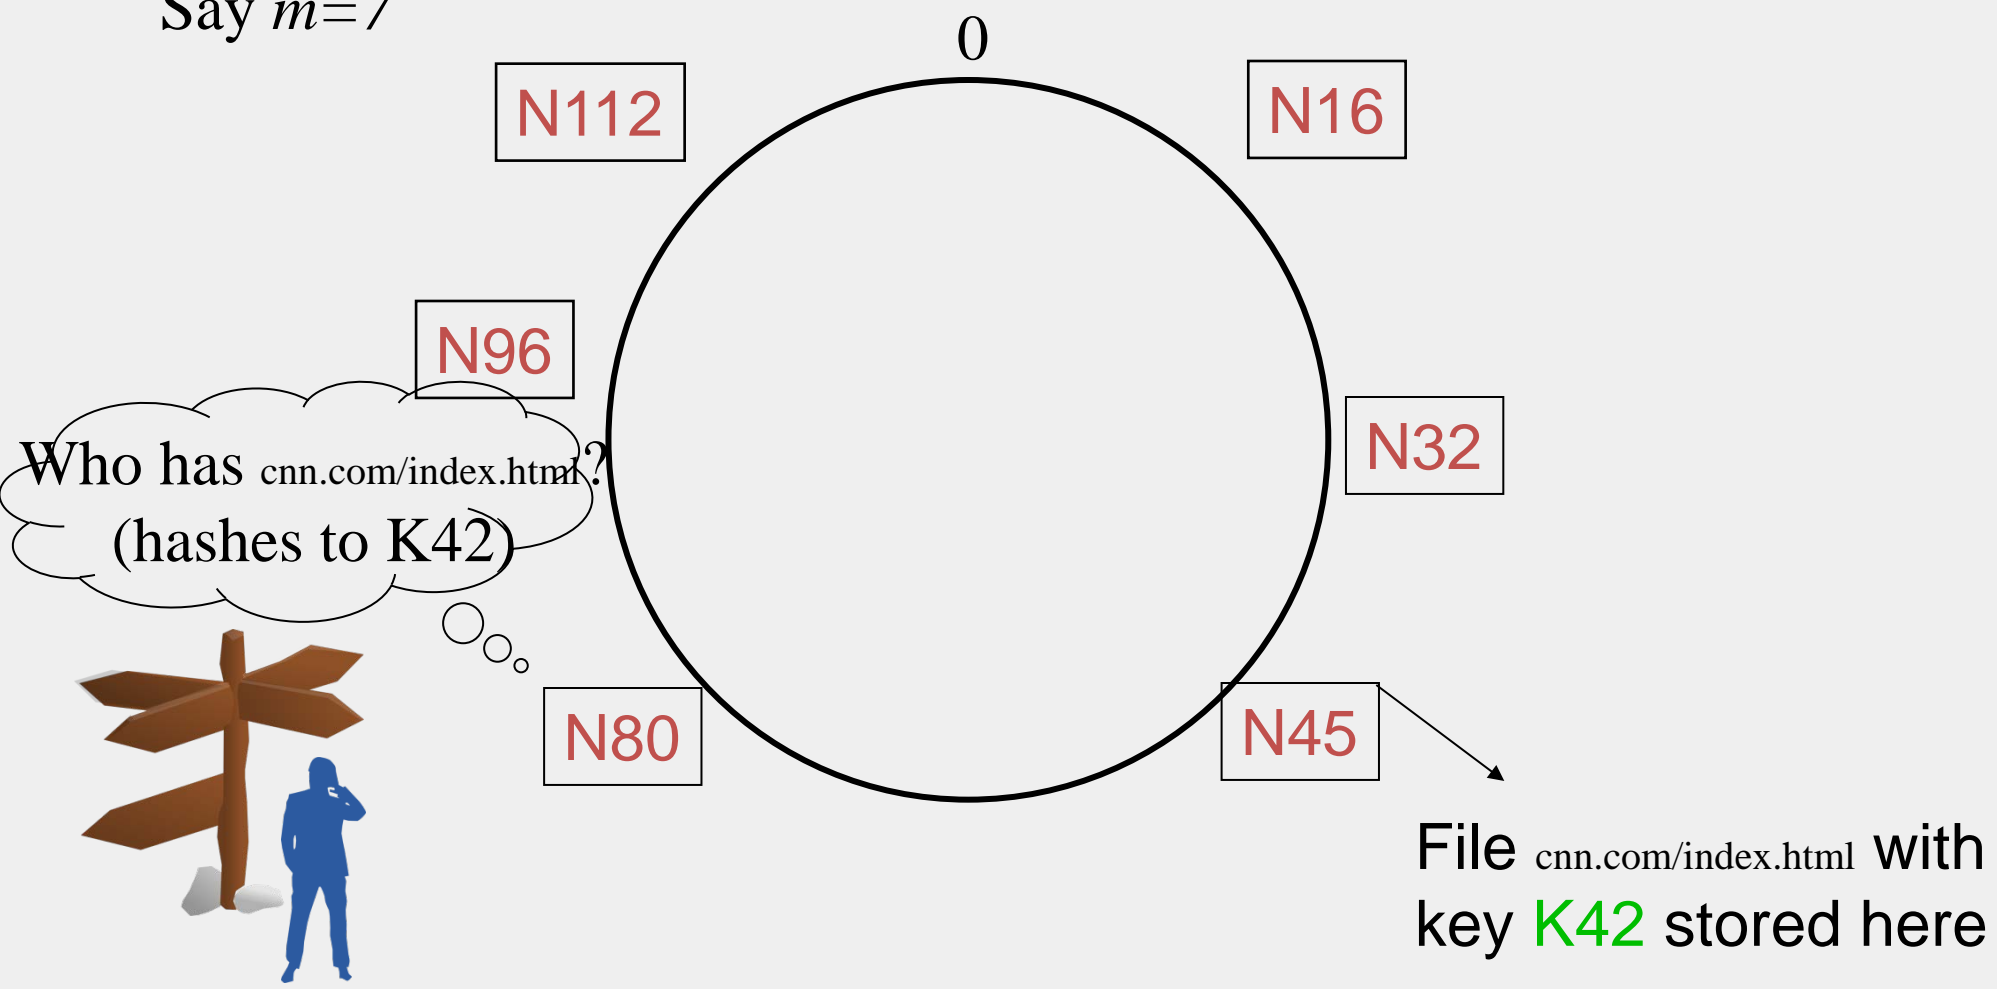 Say m=7
0
N112
N16
N96
N32
Who has cnn.com/index.html?
(hashes to K42)
N80
N45
File cnn.com/index.html with
key K42 stored here